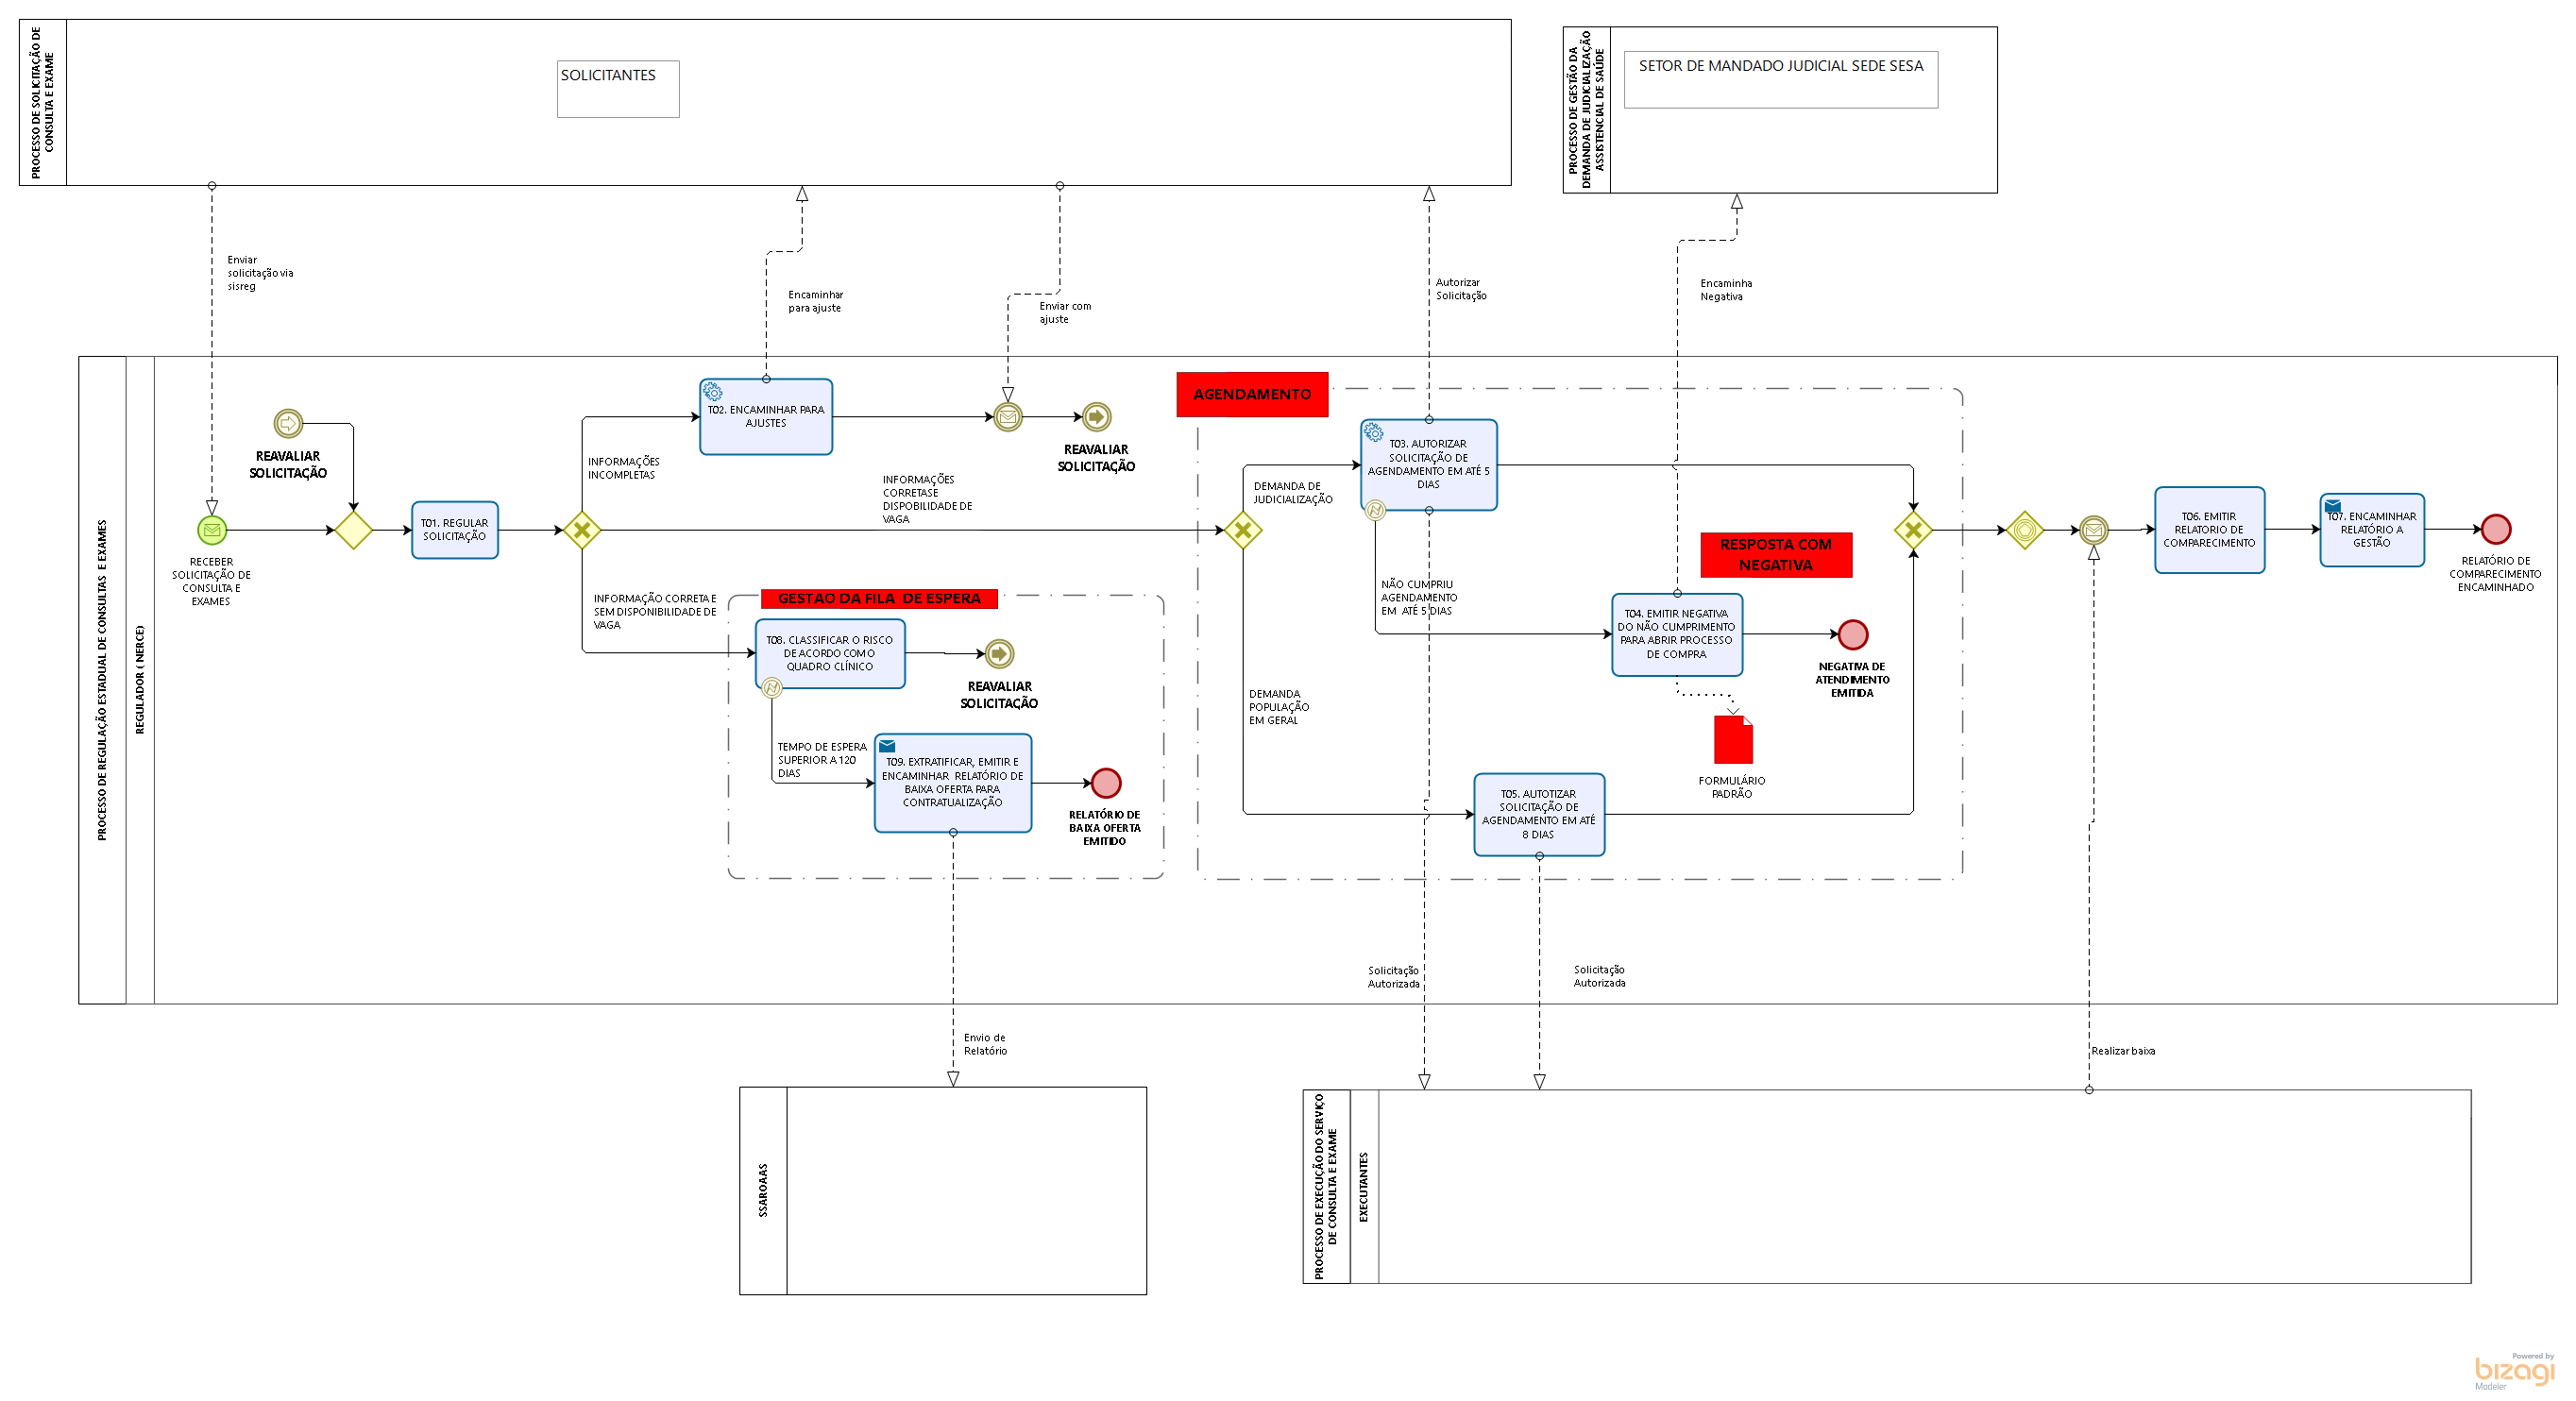 PROCESSO DE SOLICITAÇÃO DE
CONSULTA E EXAME
SOLICITANTES
PROCESSO DE GESTÃO DA
DEMANDA DE JUDICIALIZAÇÃO
ASSISTENCIAL DE SAÚDE
SETOR DE MANDADO JUDICIAL SEDE SESA
Enviar
solicitação via
sisreg
Encaminhar
para ajuste
Enviar com
ajuste
Autorizar
Solicitação
Encaminha
Negativa
PROCESSO DE REGULAÇÃO ESTADUAL DE CONSULTAS E EXAMES
REGULADOR ( NERCE)
REAVALIAR
SOLICITAÇÃO
RECEBER
SOLICITAÇÃO DE
CONSULTA E
EXAMES
T01. REGULAR
SOLICITAÇÃO
INFORMAÇÕES
INCOMPLETAS
T02. ENCAMINHAR PARA
AJUSTES
REAVALIAR
SOLICITAÇÃO
INFORMAÇÕES
CORRETASE
DISPOBILIDADE DE
VAGA
INFORMAÇÃO CORRETA E
SEM DISPONIBILIDADE DE
VAGA
GESTAO DA FILA DE ESPERA
T08. CLASSIFICAR O RISCO
DE ACORDO COM O
QUADRO CLÍNICO
REAVALIAR
SOLICITAÇÃO
TEMPO DE ESPERA
SUPERIOR A 120
DIAS
T09. EXTRATIFICAR, EMITIR E
ENCAMINHAR RELATÓRIO DE
BAIXA OFERTA PARA
CONTRATUALIZAÇÃO
RELATÓRIO DE
BAIXA OFERTA
EMITIDO
AGENDAMENTO
DEMANDA DE
JUDICIALIZAÇÃO
T03. AUTORIZAR
SOLICITAÇÃO DE
AGENDAMENTO EM ATÉ 5
DIAS
NÃO CUMPRIU
AGENDAMENTO
EM ATÉ 5 DIAS
RESPOSTA COM
NEGATIVA
T04. EMITIR NEGATIVA
DO NÃO CUMPRIMENTO
PARA ABRIR PROCESSO
DE COMPRA
NEGATIVA DE
ATENDIMENTO
EMITIDA
FORMULÁRIO
PADRÃO
DEMANDA
POPULAÇÃO
EM GERAL
T05. AUTOTIZAR
SOLICITAÇÃO DE
AGENDAMENTO EM ATÉ
8 DIAS
T06. EMITIR
RELATORIO DE
COMPARECIMENTO
T07. ENCAMINHAR
RELATÓRIO A
GESTÃO
RELATÓRIO DE
COMPARECIMENTO
ENCAMINHADO
Solicitação
Autorizada
Solicitação
Autorizada
Envio de
Relatório
Realizar baixa
SSAROAAS
PROCESSO DE EXECUÇÃO DO SERVIÇO
DE CONSULTA E EXAME
EXECUTANTES
Powered by
bizagi
Modeler